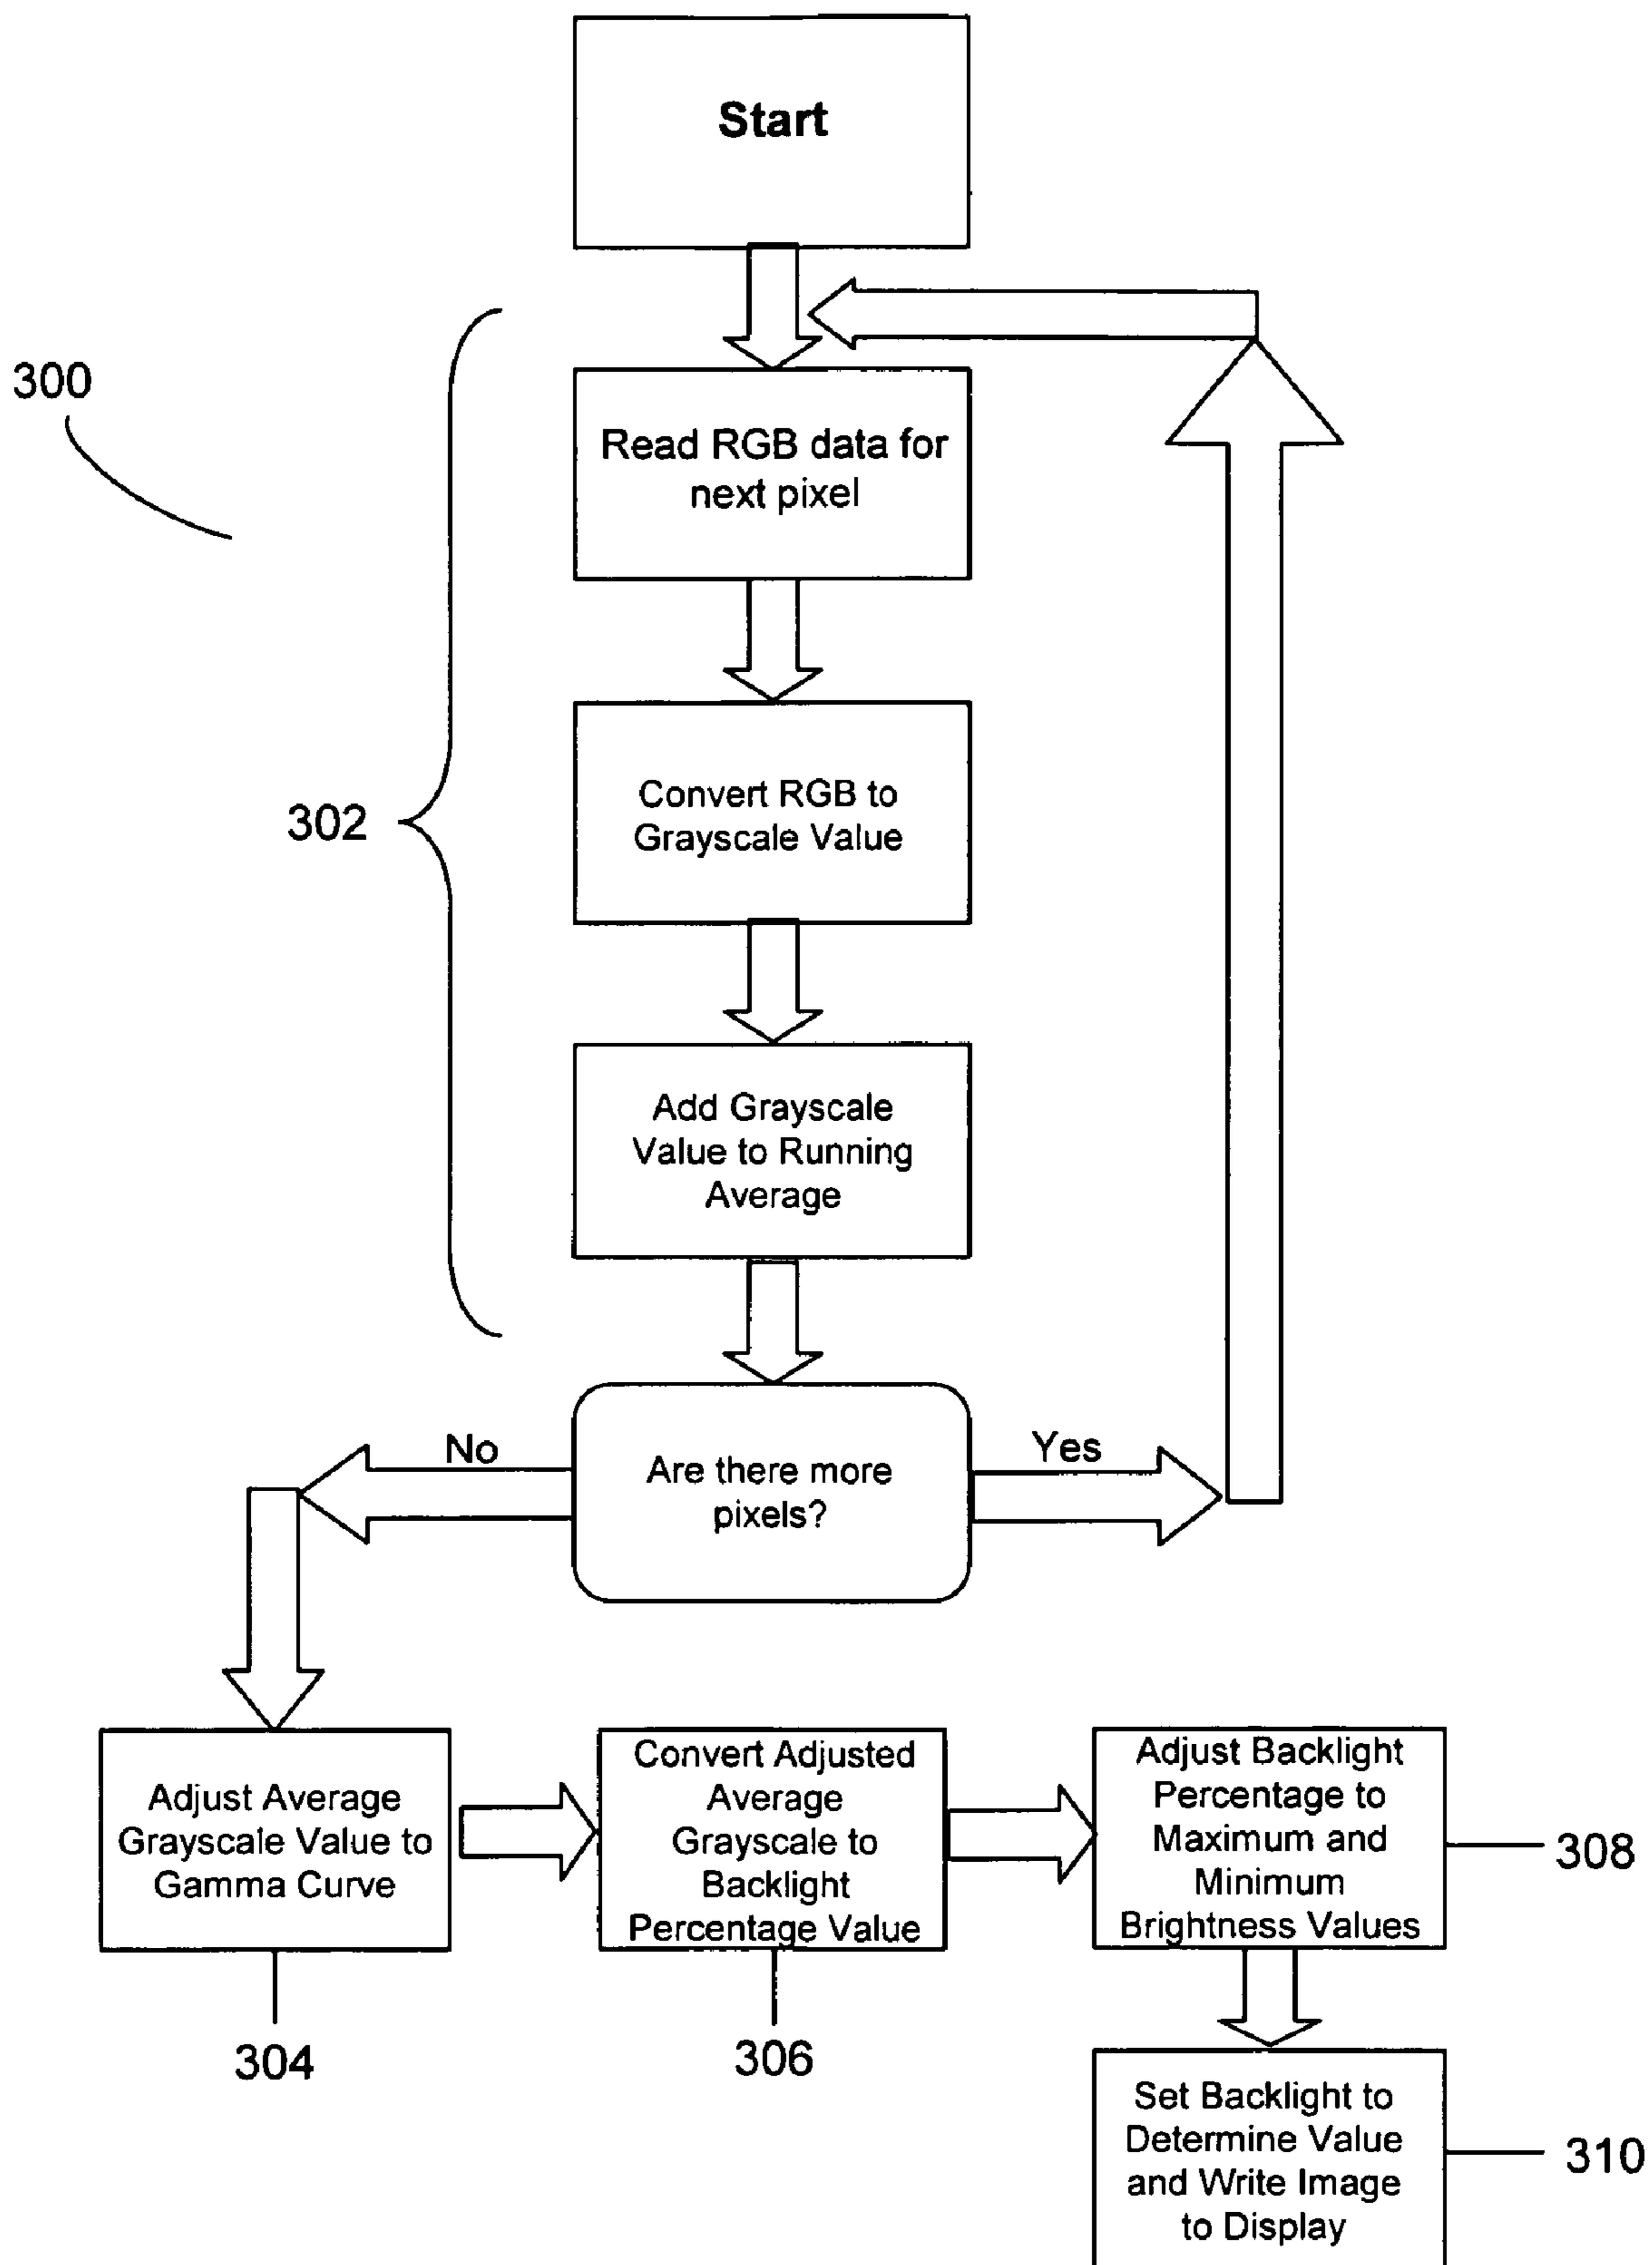 Start
300
Read RGB data for
next pixel
302
Convert RGB to
Grayscale Value
Add Grayscale
Value to Running
Average
No
Are there more
pixels?
Yes
Adjust Average
Grayscale Value to
Gamma Curve
304
Convert Adjusted
Average
Grayscale to
Backlight
Percentage Value
306
Adjust Backlight
Percentage to
Maximum and
Minimum
Brightness Values
308
Set Backlight to
Determine Value
and Write Image
to Display
310